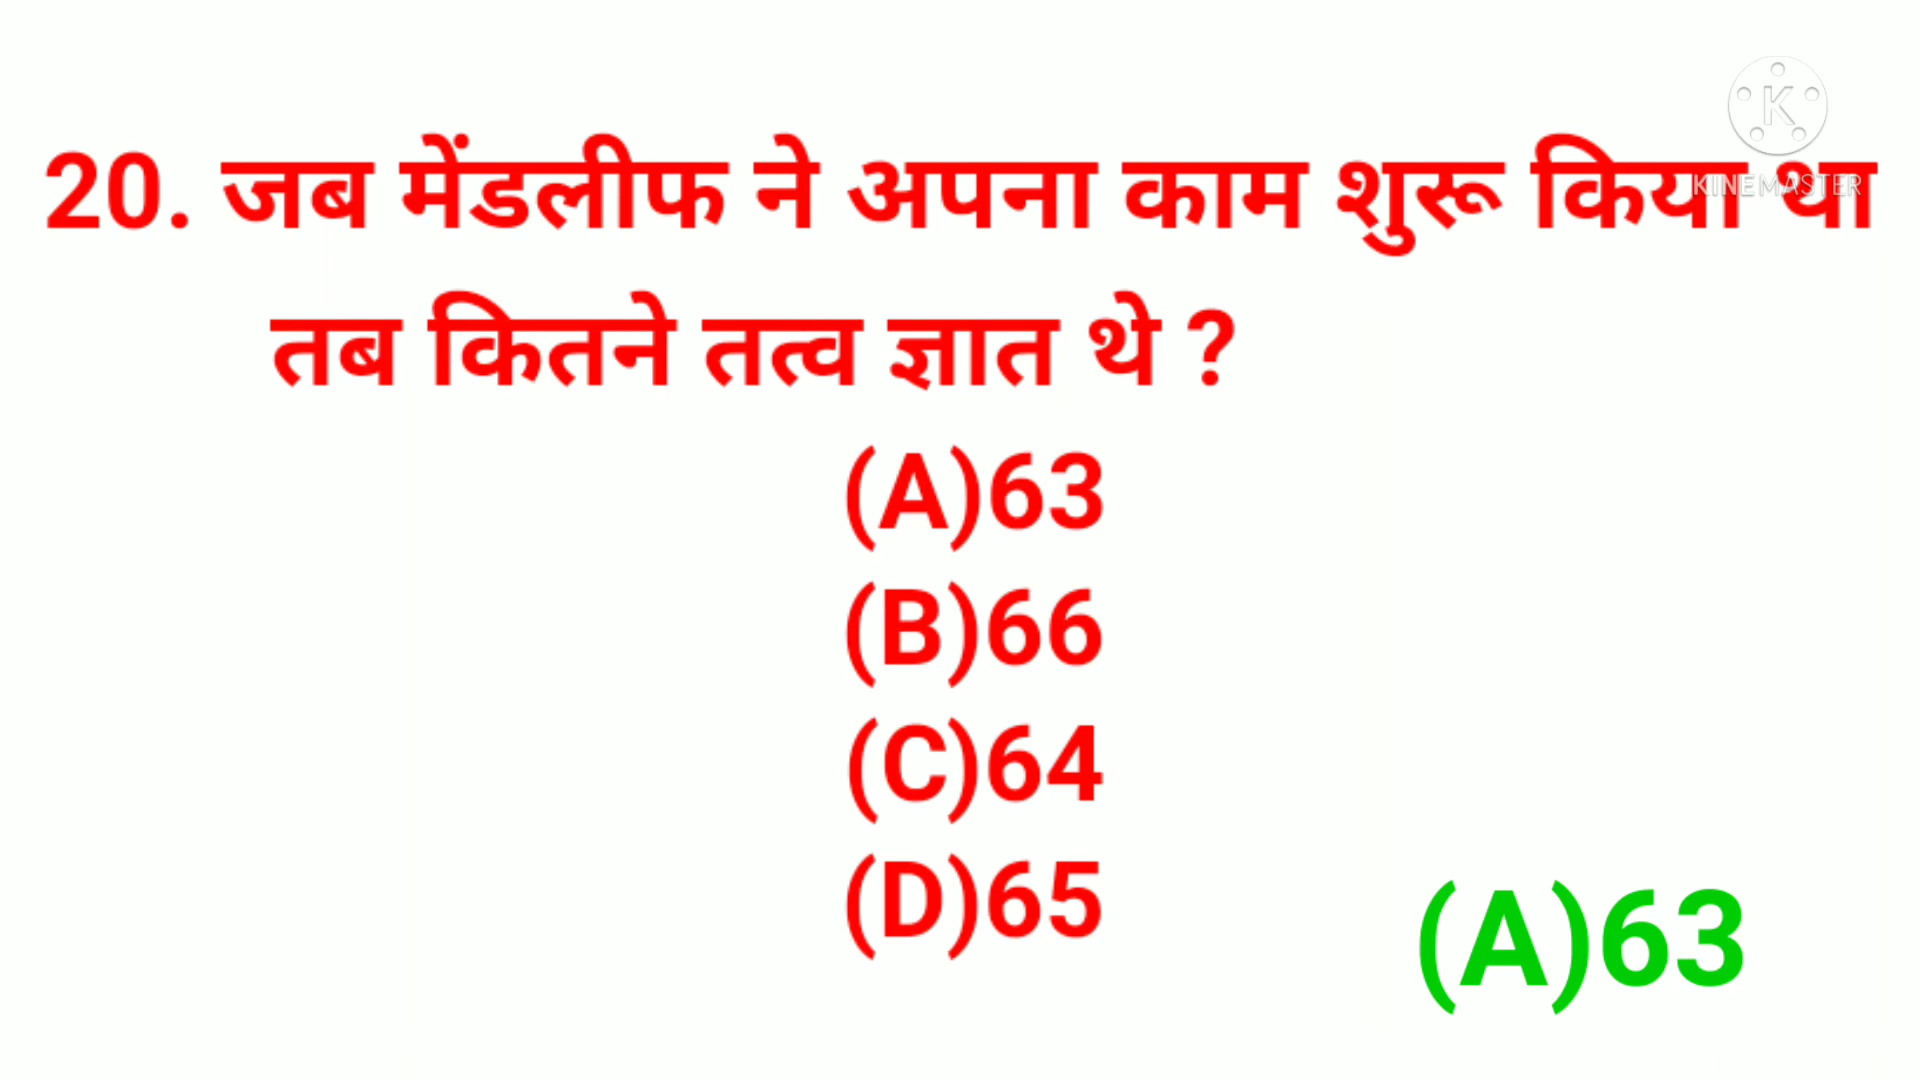 20. जब मेंडलीफ ने अपना काम शुरू किया था
तब कितने तत्व ज्ञात थे ?
(A)63
(B)66
(C)64
(D)65
(A)63
K
KINEMASTER